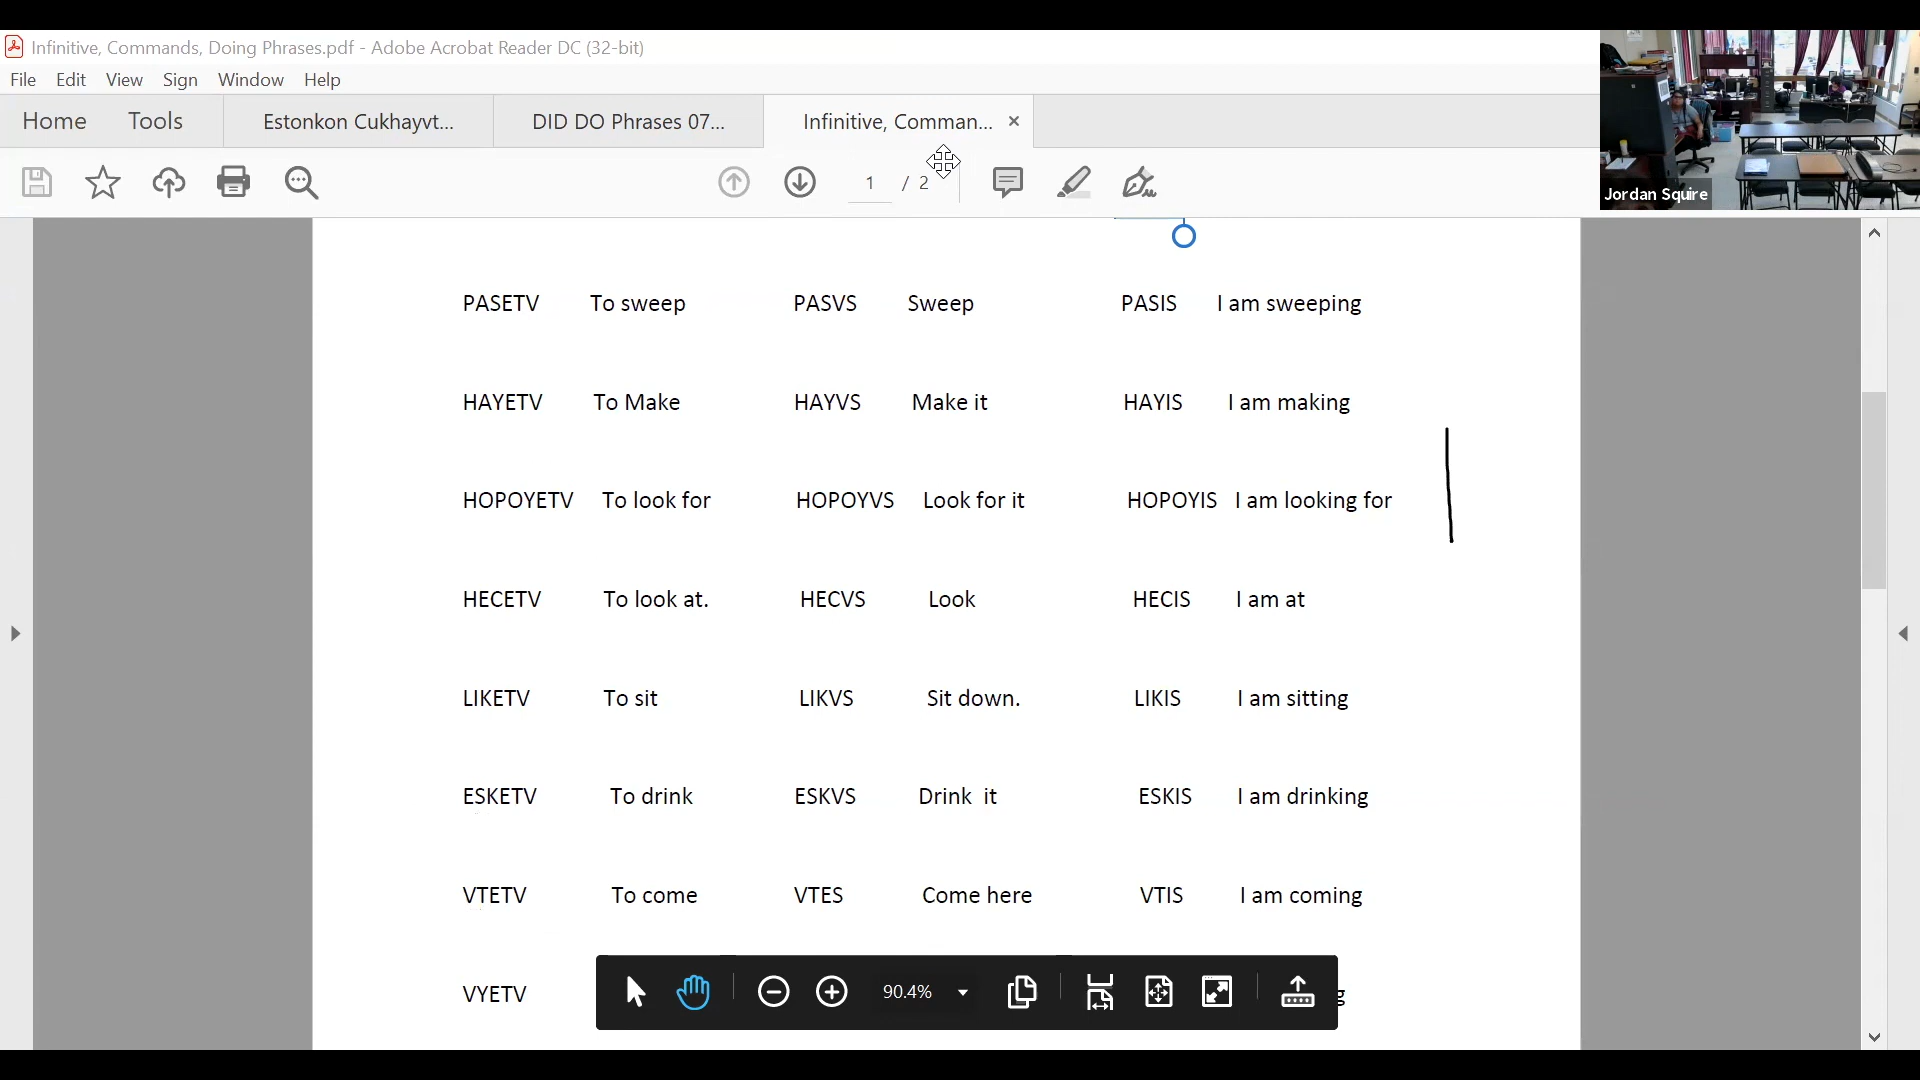 Infinitive, Commands, Doing Phrases.pdf - Adobe Acrobat Reader DC (32-bit)
File Edit View Sign Window Help
Home Tools Estonkon Cukhayvt... DID DO Phrases 07... Infinitive, Comman... ×
1 / 2
Jordan Squire
PASETV To sweep PASVS Sweep PASIS I am sweeping
HAYETV To Make HAYVS Make it HAYIS I am making
HOPOYETV To look for HOPOYVS Look for it HOPOYIS I am looking for
HECETV To look at. HECVS Look HECIS I am at
LIKETV To sit LIKVS Sit down. LIKIS I am sitting
ESKETV To drink ESKVS Drink it ESKIS I am drinking
VTETV To come VTES Come here VTIS I am coming
VYETV
90.4%